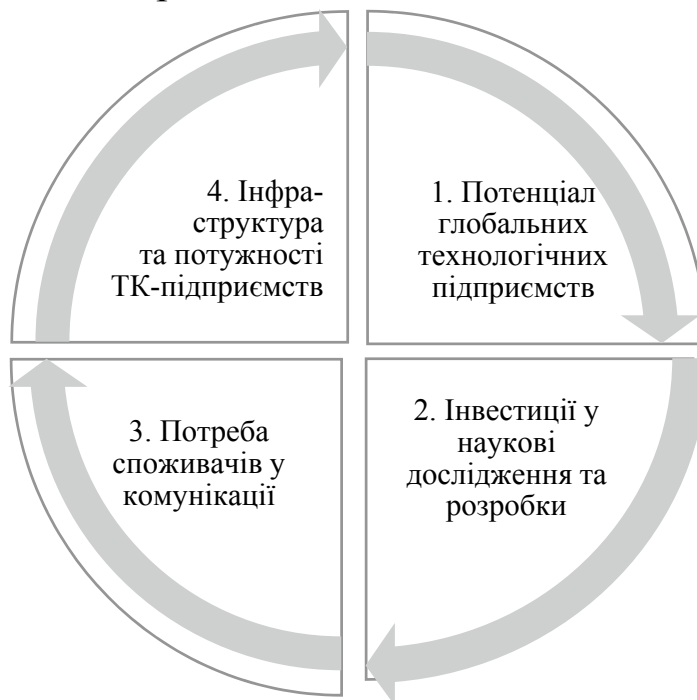 1. Потенціал
глобальних
технологічних
підприємств
2. Інвестиції у
наукові
дослідження та
розробки
3. Потреба
споживачів у
комунікації
4. Інфра-
структура
та потужності
ТК-підприємств